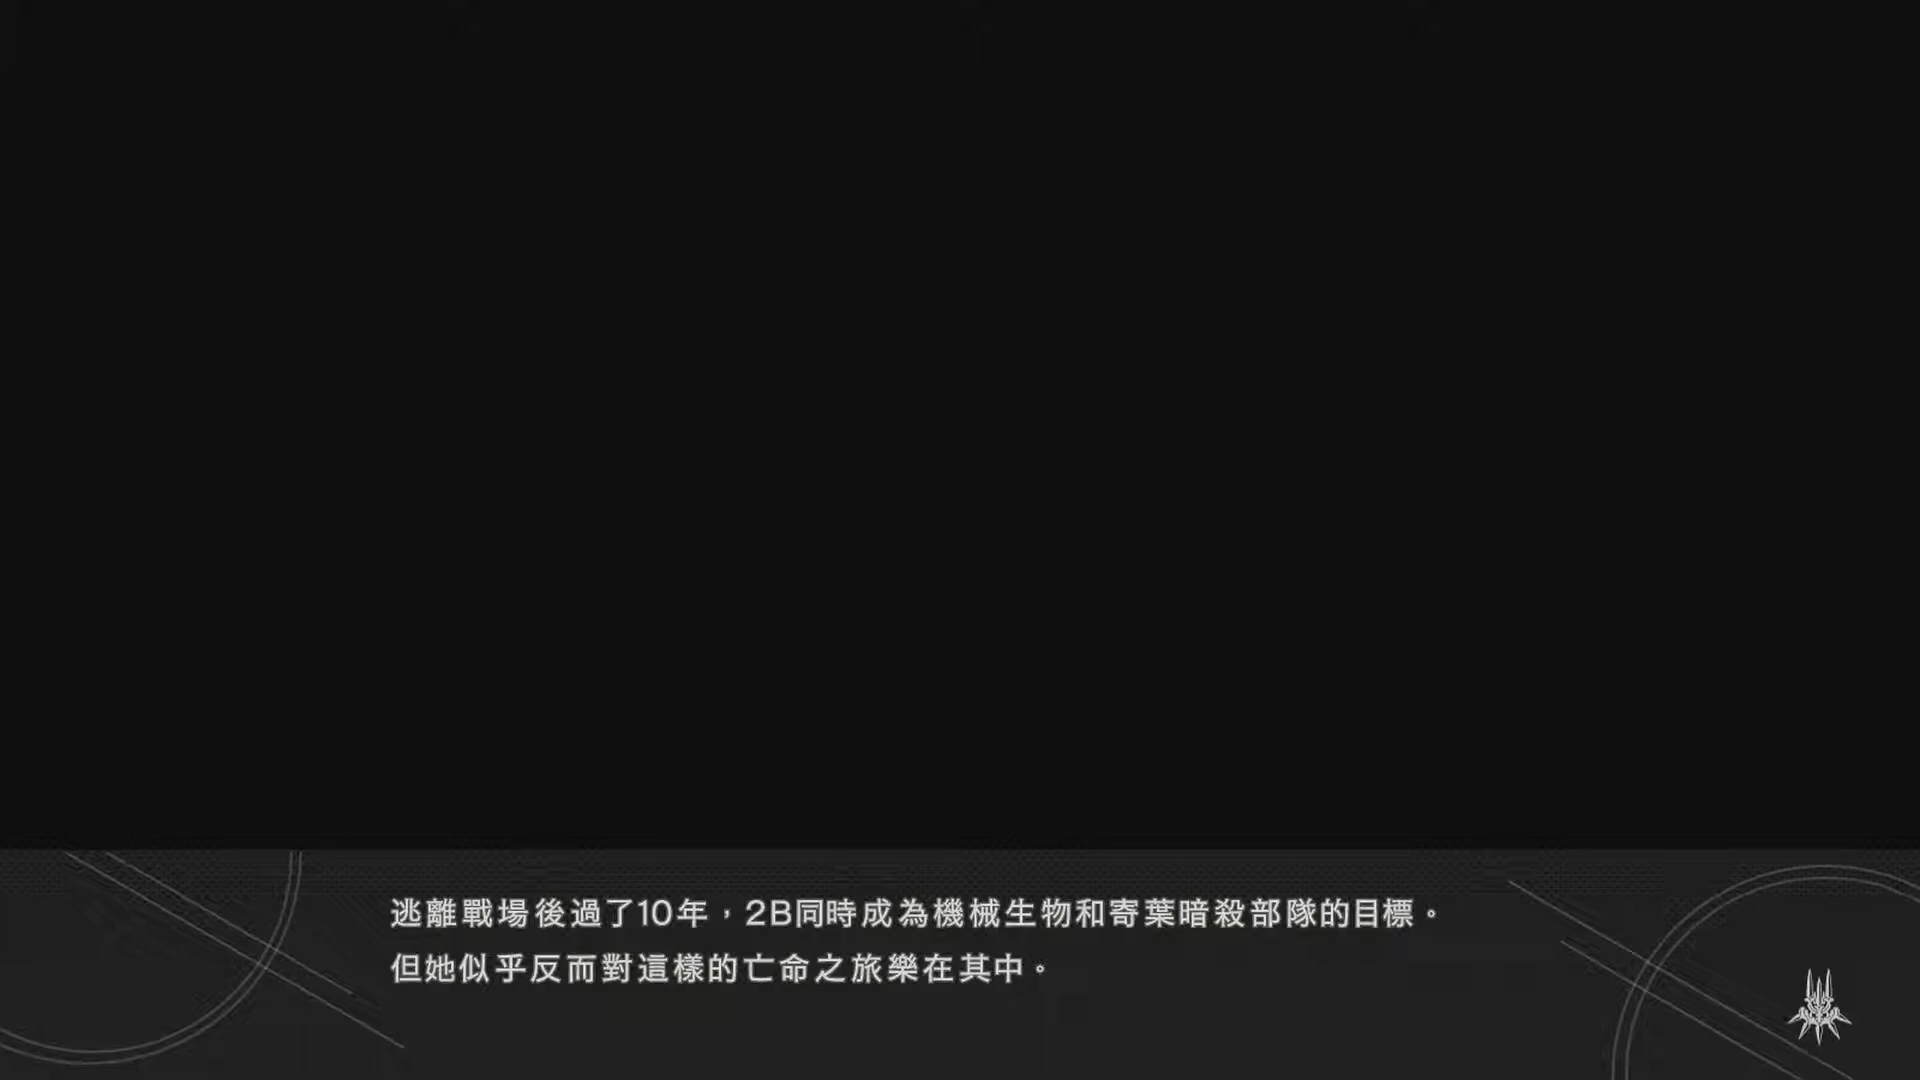 逃離戰場後過了10年，2B同時成為機械生物和寄葉暗殺部隊的目標。
但她似乎反而對這樣的亡命之旅樂在其中。